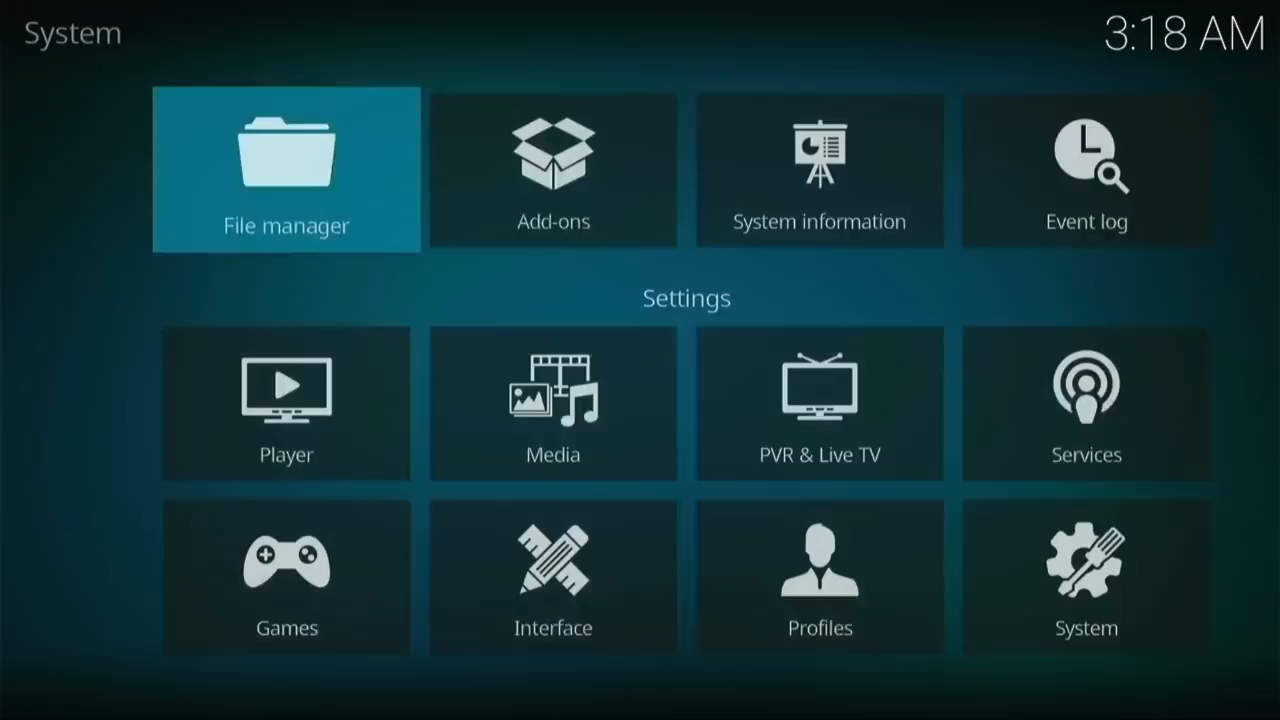 System
3:18 AM
File manager
Add-ons
System information
Event log
Settings
Player
Media
PVR & Live TV
Services
Games
Interface
Profiles
System